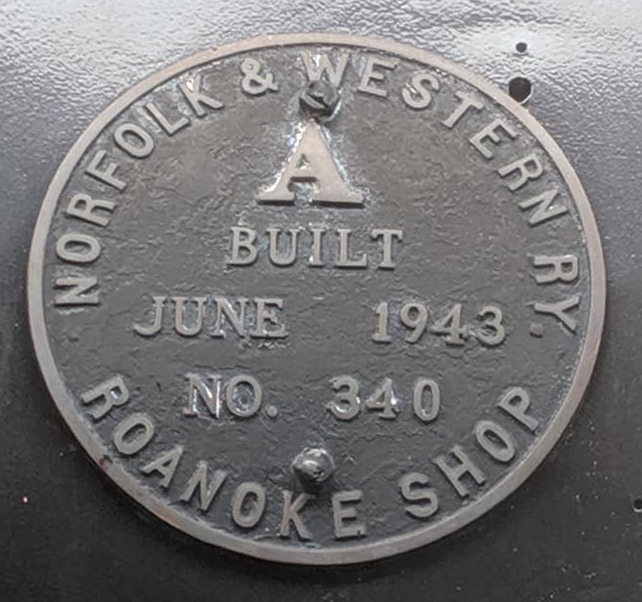 NORFOLK & WESTERN RY.
A
BUILT
JUNE 1943
NO. 340
ROANOKE SHOP